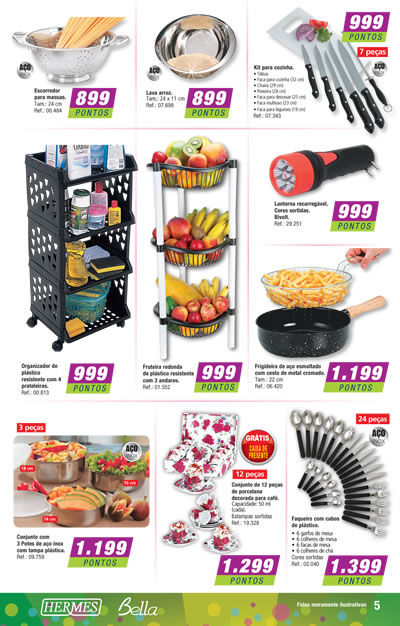 AÇO
Escorredor
para massas.
Tam.: 24 cm
Ref.: 00.484
899
PONTOS
AÇO
Lava arroz.
Tam.: 24 x 11 cm
Ref.: 07.698
899
PONTOS
999
PONTOS
7 peças
AÇO
Kit para cozinha:
• Tábua
• Faca para cozinha (32 cm)
• Chaira (29 cm)
• Peixeira (28 cm)
• Faca para desossar (25 cm)
• Faca multiuso (23 cm)
• Faca para legumes (19 cm)
Ref.: 07.343
Lanterna recarregável.
Cores sortidas.
Bivolt.
Ref.: 29.251
999
PONTOS
Organizador de
plástico
resistente com 4
prateleiras.
Ref.: 00.813
999
PONTOS
Fruteira redonda
de plástico resistente
com 3 andares.
Ref.: 01.552
999
PONTOS
Frigideira de aço esmaltado
com cesto de metal cromado.
Tam.: 22 cm
Ref.: 06.420
1.199
PONTOS
3 peças
AÇO
18 cm
16 cm
14 cm
Conjunto com
3 Potes de aço inox
com tampa plástica.
Ref.: 09.759
1.199
PONTOS
GRÁTIS
CAIXA DE
PRESENTE
12 peças
Conjunto de 12 peças
de porcelana
decorada para café.
Capacidade: 50 ml
(cada).
Estampas sortidas
Ref.: 19.328
1.299
PONTOS
24 peças
AÇO
Faqueiro com cabos
de plástico.
• 6 garfos de mesa
• 6 colheres de mesa
• 6 facas de mesa
• 6 colheres de chá
Cores sortidas
Ref.: 02.040
1.399
PONTOS
HERMES
Bella
Fotos meramente ilustrativas
5